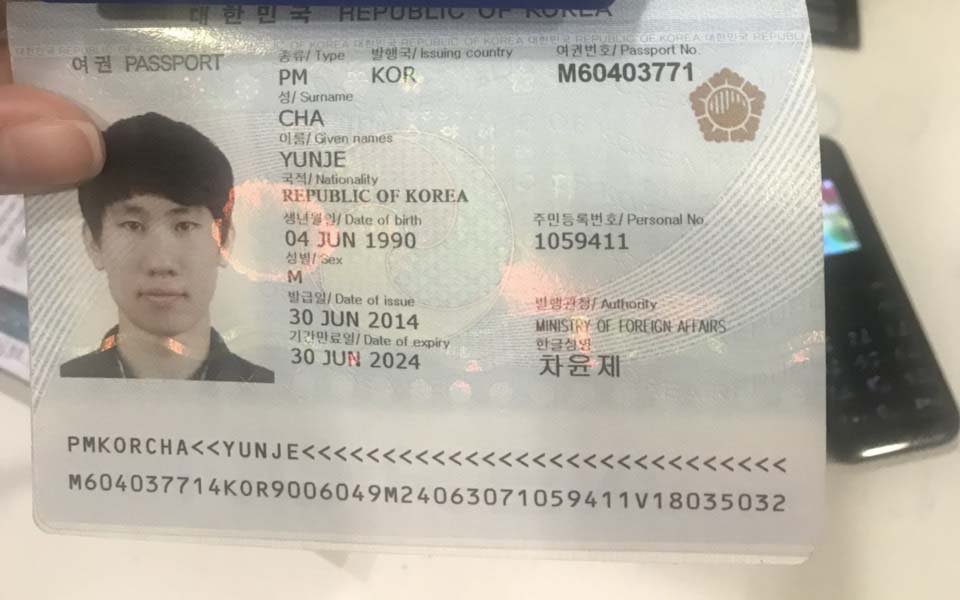 대한민국 REPUBLIC OF KOREA
여권 PASSPORT
종류/ Type 발행국/ Issuing country 여권번호/ Passport No.
PM KOR M60403771
성/ Surname
CHA
이름/ Given names
YUNJE
국적/ Nationality
REPUBLIC OF KOREA
생년월일/ Date of birth 주민등록번호/ Personal No.
04 JUN 1990 1059411
성별/ Sex
M
발급일/ Date of issue 발행관청/ Authority
30 JUN 2014 MINISTRY OF FOREIGN AFFAIRS
기간만료일/ Date of expiry 한글성명
30 JUN 2024 차윤제
PMKORCHA<<YUNJE<<<<<<<<<<<<<<<<<<<<<<<<<<<<<
M604037714KOR9006049M24063071059411V18035032